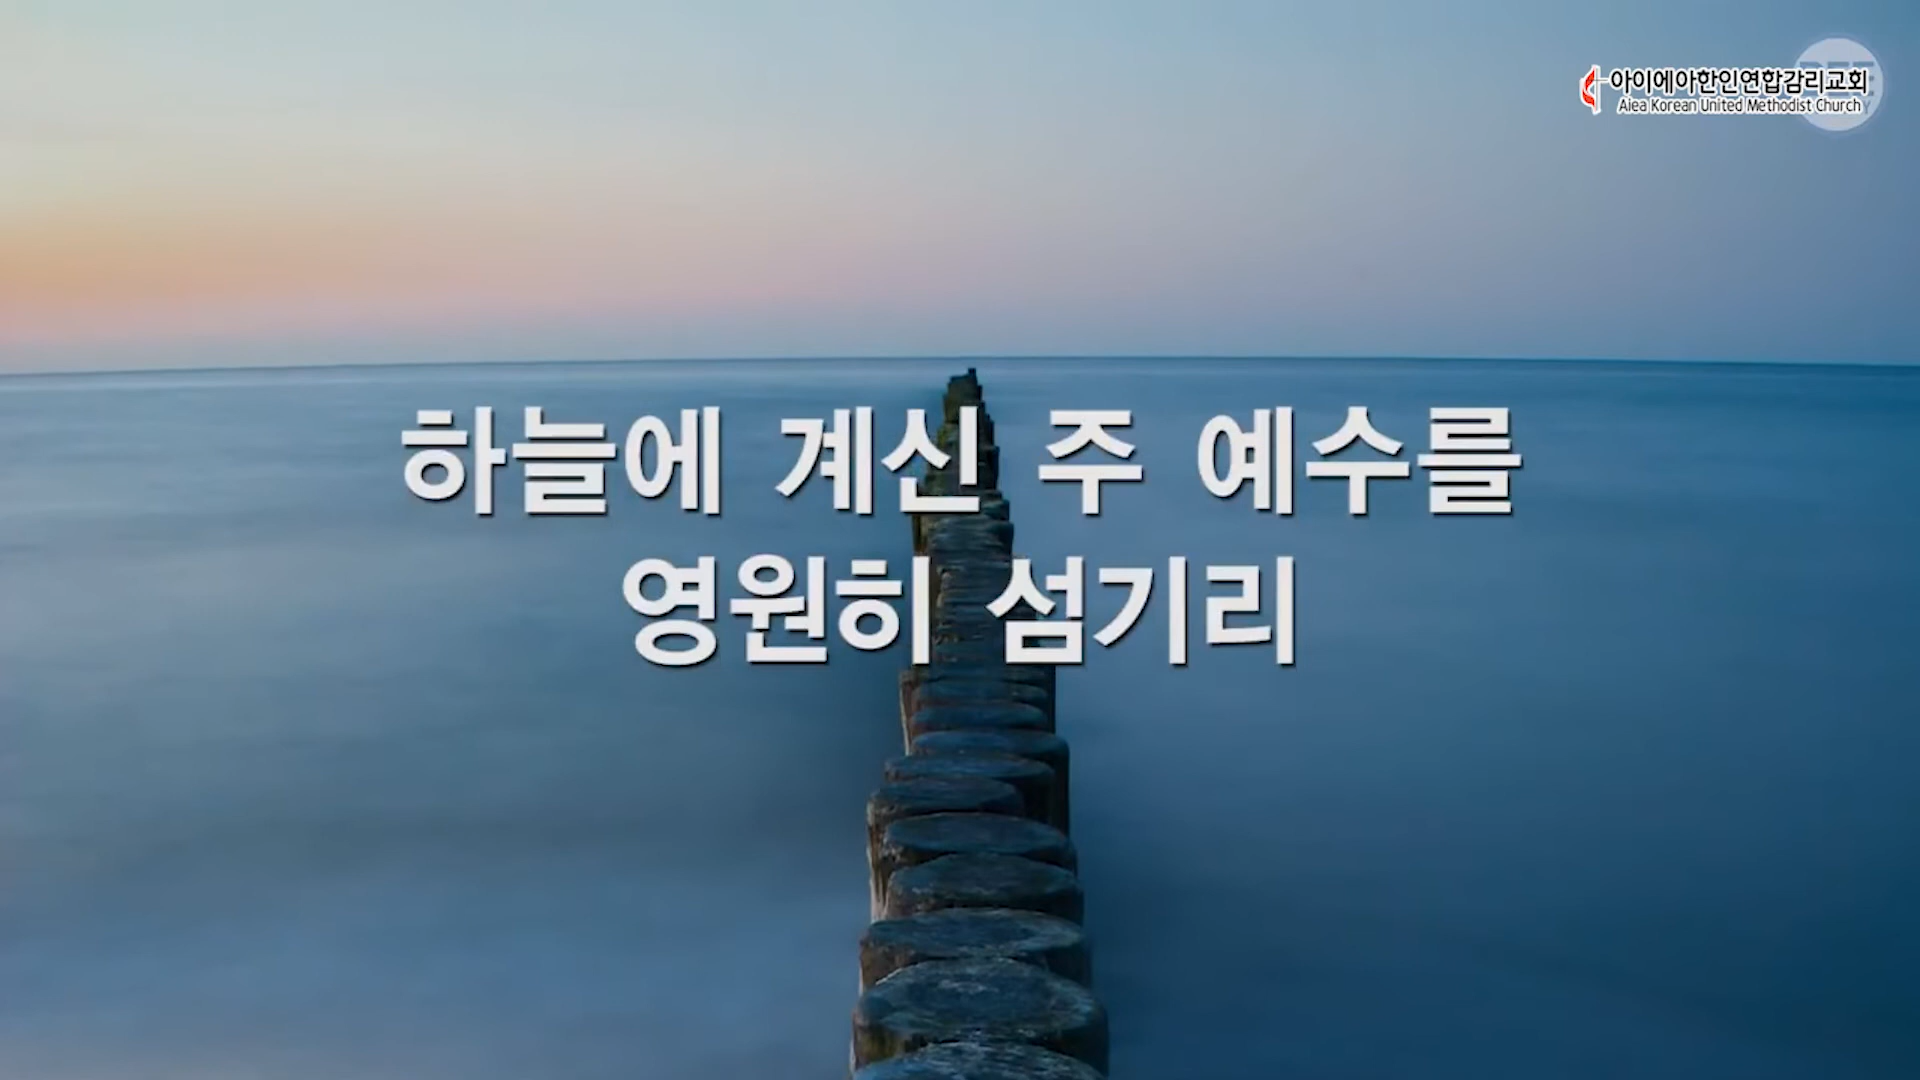 아이에아한인연합감리교회
Aiea Korean United Methodist Church
하늘에 계신 주 예수를
영원히 섬기리